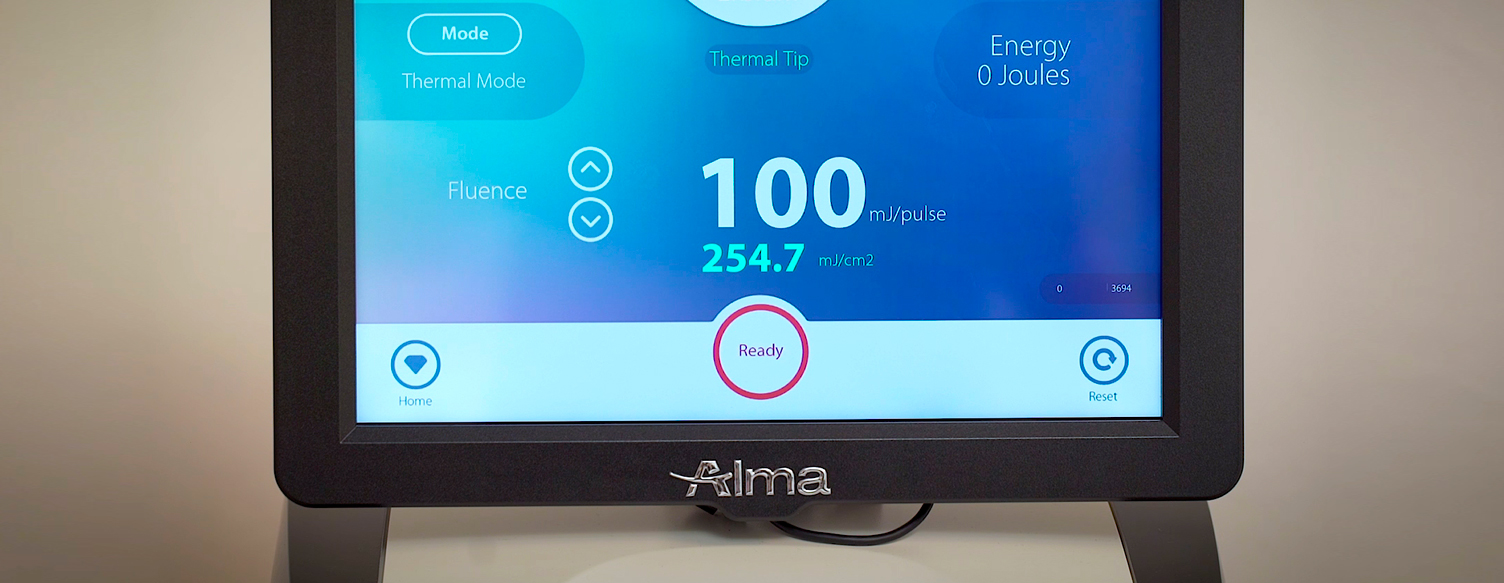 Mode
Thermal Mode
Thermal Tip
Energy
0 Joules
Fluence
100 mJ/pulse
254.7 mJ/cm2
0 3694
Ready
Home
Reset
Alma